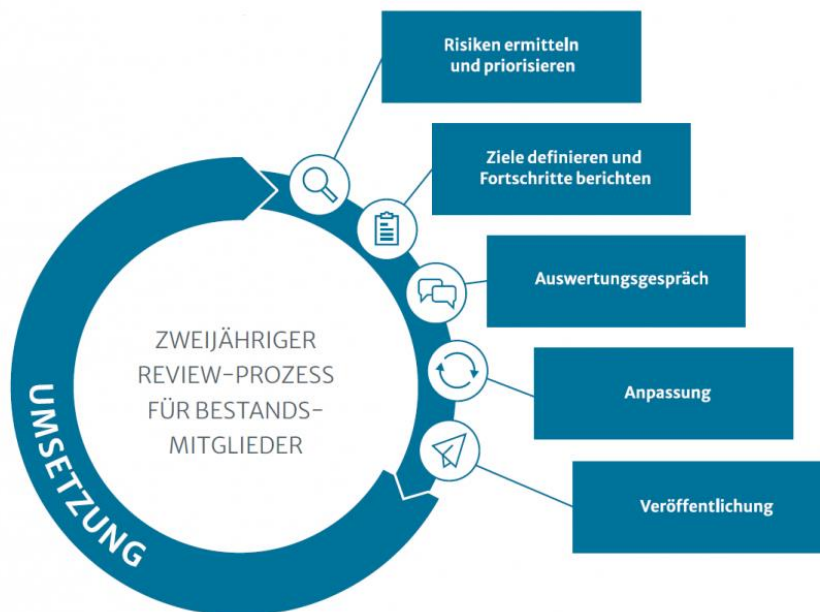 Risiken ermitteln
und priorisieren
Ziele definieren und
Fortschritte berichten
Auswertungsgespräch
Anpassung
Veröffentlichung
ZWEIJÄHRIGER
REVIEW-PROZESS
FÜR BESTANDS-
MITGLIEDER
UMSETZUNG